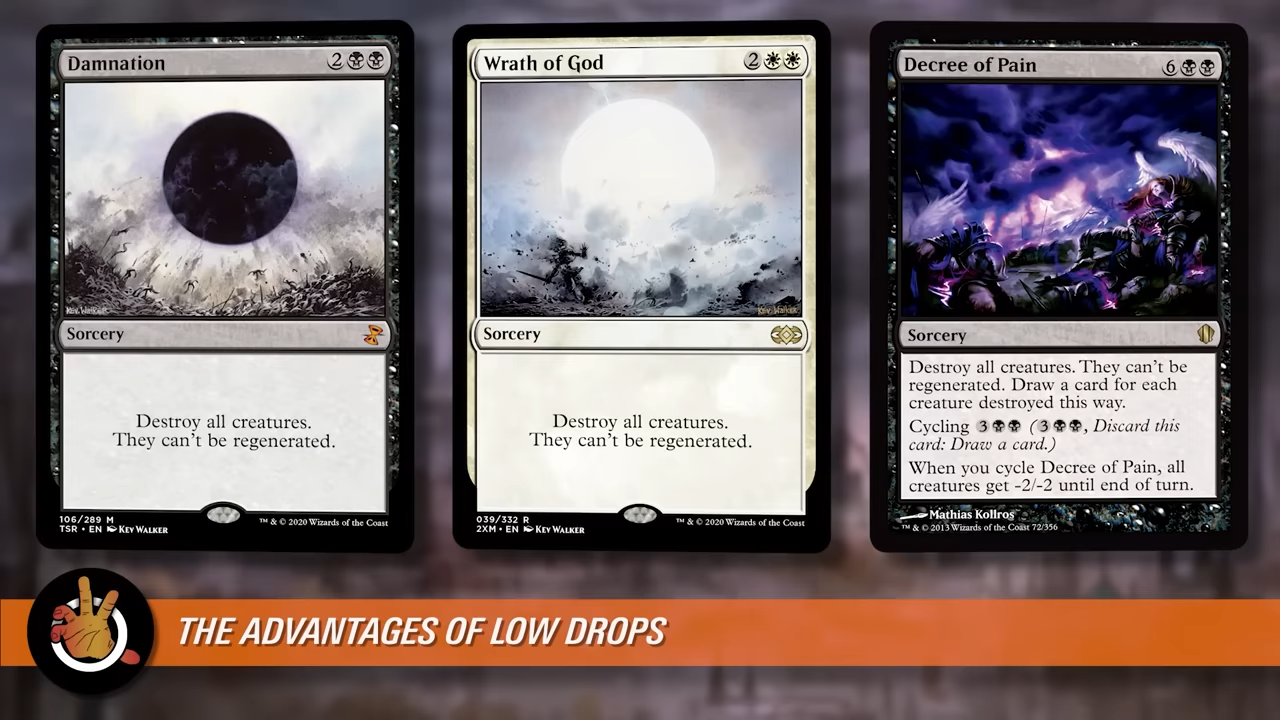 Damnation 2
Sorcery
Destroy all creatures.
They can't be regenerated.
106/289 M
TSR • EN KEV WALKER
™ & © 2020 Wizards of the Coast
Wrath of God 2
Sorcery
Destroy all creatures.
They can't be regenerated.
039/332 R
2XM • EN KEV WALKER
™ & © 2020 Wizards of the Coast
Decree of Pain 6
Sorcery
Destroy all creatures. They can't be
regenerated. Draw a card for each
creature destroyed this way.
Cycling 3 (3, Discard this
card: Draw a card.)
When you cycle Decree of Pain, all
creatures get -2/-2 until end of turn.
Mathias Kollros
™ & © 2013 Wizards of the Coast 72/356
THE ADVANTAGES OF LOW DROPS